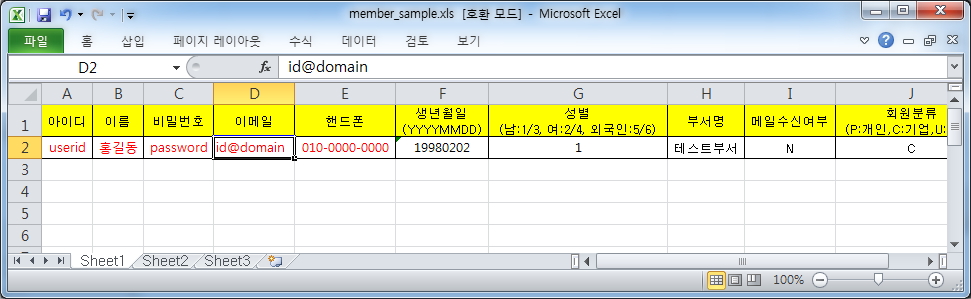 member_sample.xls [호환 모드] - Microsoft Excel
파일 홈 삽입 페이지 레이아웃 수식 데이터 검토 보기
D2 fx id@domain
A B C D E F G H I J
1 아이디 이름 비밀번호 이메일 핸드폰 생년월일 (YYYYMMDD) 성별 (남:1/3, 여:2/4, 외국인:5/6) 부서명 메일수신여부 회원분류 (P:개인,C:기업,U:
2 userid 홍길동 password id@domain 010-0000-0000 19980202 1 테스트부서 N C
3
4
5
6
Sheet1 Sheet2 Sheet3
100%